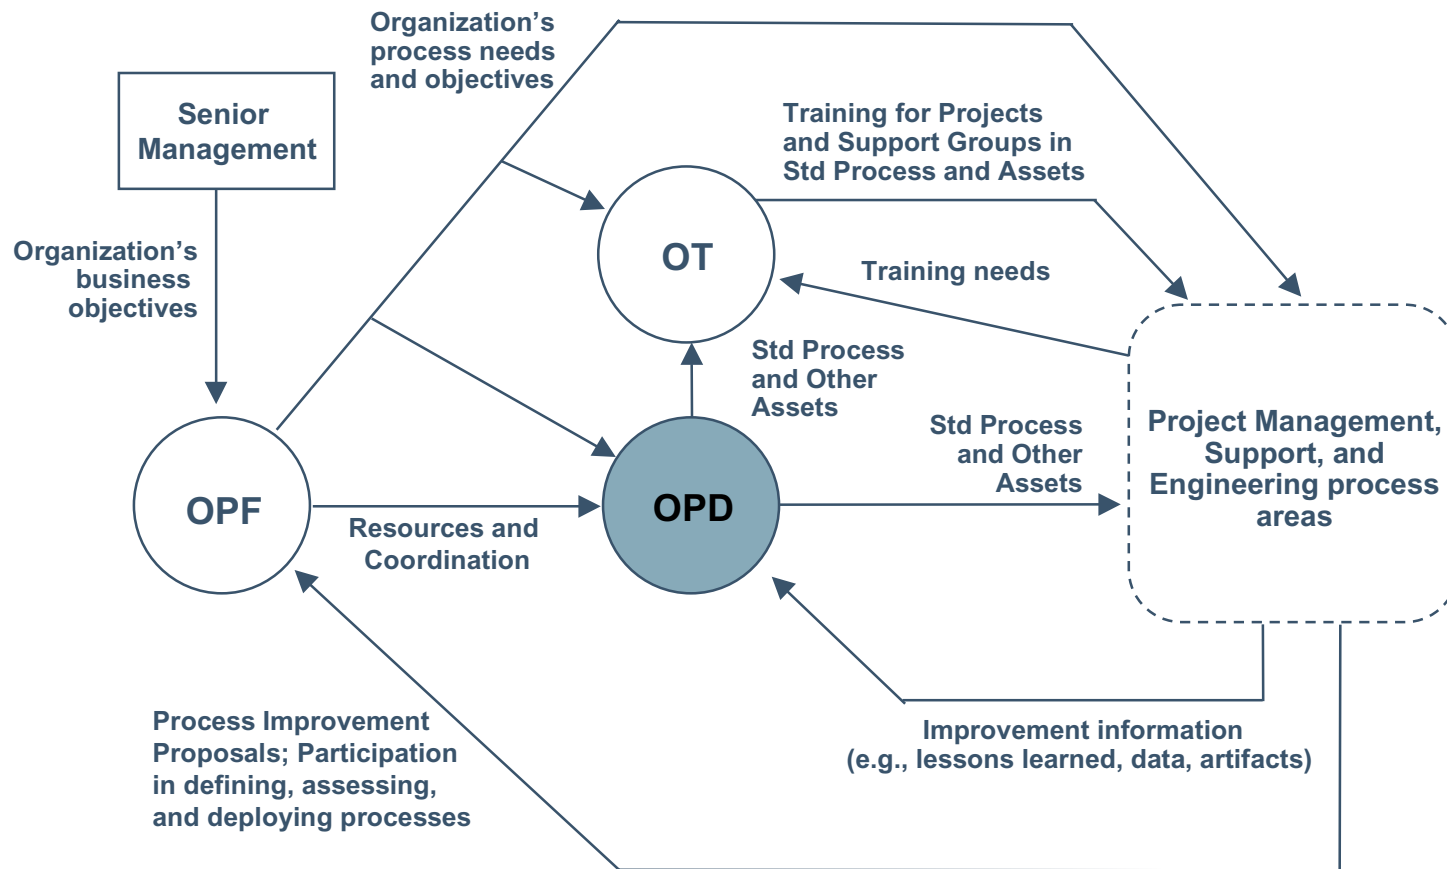 Organization’s
process needs
and objectives
Senior
Management
Training for Projects
and Support Groups in
Std Process and Assets
Organization’s
business
objectives
OT
Training needs
Std Process
and Other
Assets
Std Process
and Other
Assets
Project Management,
Support, and
Engineering process
areas
OPF
OPD
Resources and
Coordination
Process Improvement
Proposals; Participation
in defining, assessing,
and deploying processes
Improvement information
(e.g., lessons learned, data, artifacts)